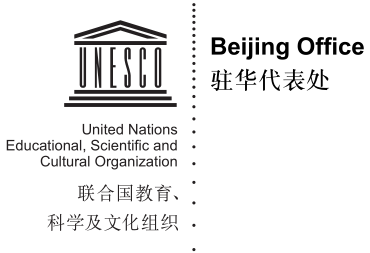 UNESCO
United Nations
Educational, Scientific and
Cultural Organization
联合国教育、
科学及文化组织
Beijing Office
驻华代表处